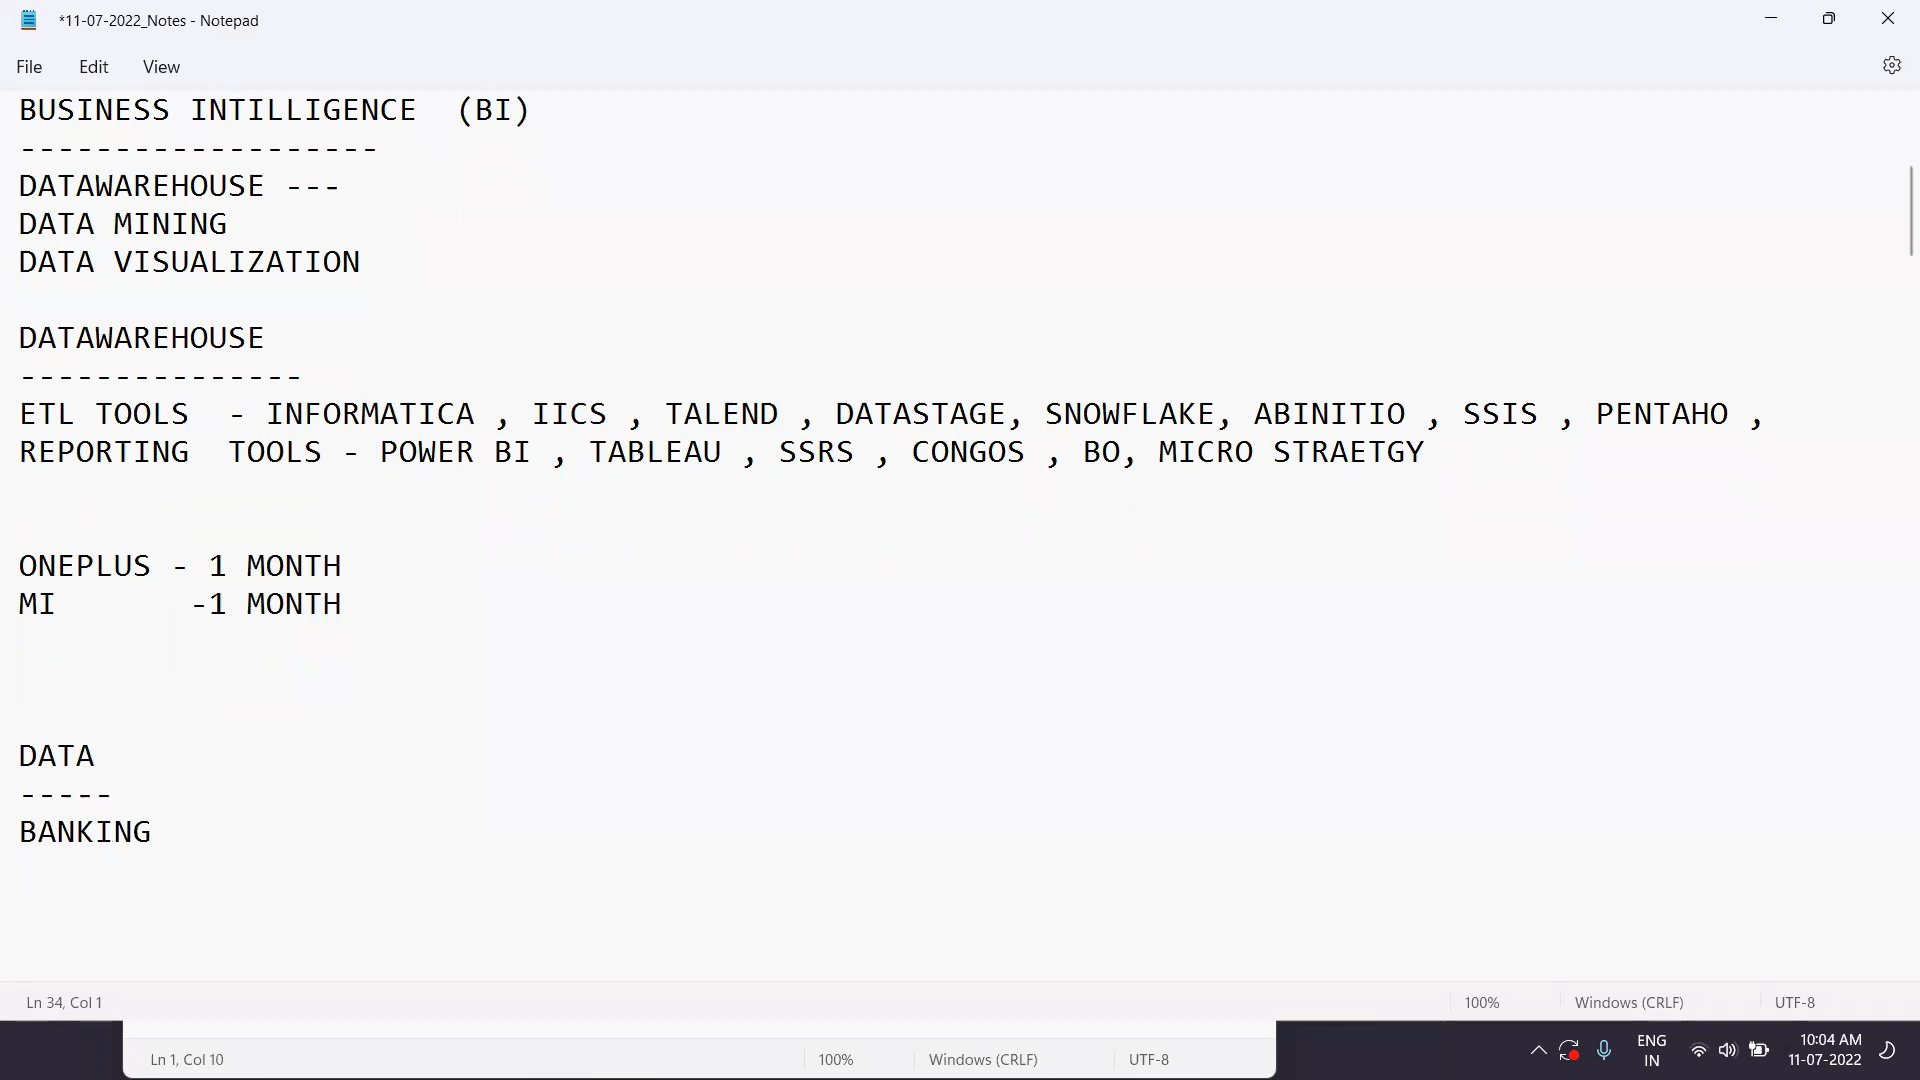 *11-07-2022_Notes - Notepad
File Edit View
BUSINESS INTILLIGENCE (BI)
-------------------
DATAWAREHOUSE ---
DATA MINING
DATA VISUALIZATION
DATAWAREHOUSE
---------------
ETL TOOLS - INFORMATICA , IICS , TALEND , DATASTAGE, SNOWFLAKE, ABINITIO , SSIS , PENTAHO ,
REPORTING TOOLS - POWER BI , TABLEAU , SSRS , CONGOS , BO, MICRO STRAETGY
ONEPLUS - 1 MONTH
MI -1 MONTH
DATA
-----
BANKING
Ln 34, Col 1 100% Windows (CRLF) UTF-8
Ln 1, Col 10 100% Windows (CRLF) UTF-8
ENG
IN
10:04 AM
11-07-2022